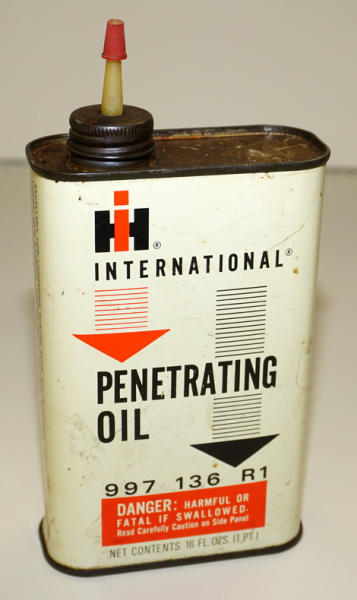 IH®
INTERNATIONAL®
PENETRATING
OIL
997 136 R1
DANGER: HARMFUL OR
FATAL IF SWALLOWED.
Read Carefully Caution on Side Panel
NET CONTENTS 16 FL. OZS. (1, PT.)